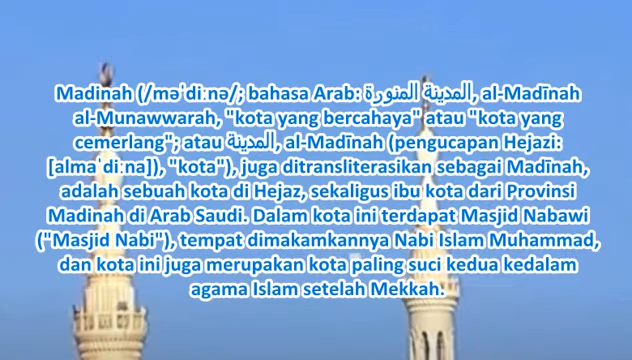 Madinah (/məˈdiːnə/; bahasa Arab: المدينة المنورة, al-Madīnah
al-Munawwarah, "kota yang bercahaya" atau "kota yang
cemerlang"; atau المدينة, al-Madīnah (pengucapan Hejazi:
[almaˈdiːna]), "kota"), juga ditransliterasikan sebagai Madīnah,
adalah sebuah kota di Hejaz, sekaligus ibu kota dari Provinsi
Madinah di Arab Saudi. Dalam kota ini terdapat Masjid Nabawi
("Masjid Nabi"), tempat dimakamkannya Nabi Islam Muhammad,
dan kota ini juga merupakan kota paling suci kedua kedalam
agama Islam setelah Mekkah.